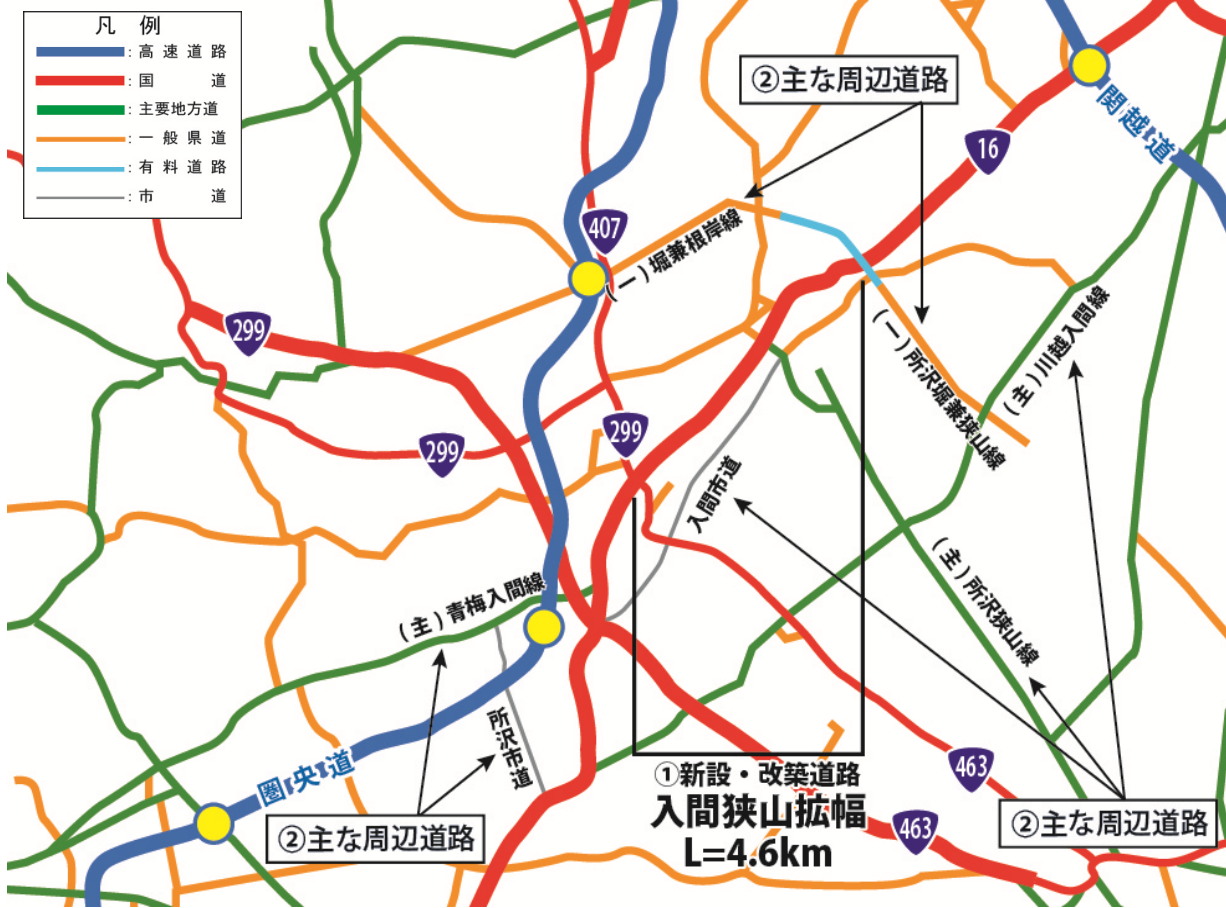 凡 例
: 高 速 道 路
: 国 道
: 主要地方道
: 一 般 県 道
: 有 料 道 路
: 市 道
②主な周辺道路
関越道
16
407
(一)堀兼根岸線
299
(一)所沢堀兼狭山線
(主)川越入間線
299
299
入間市道
(主)所沢狭山線
(主)青梅入間線
所沢市道
圏央道
①新設・改築道路
入間狭山拡幅
L=4.6km
463
463
②主な周辺道路
②主な周辺道路